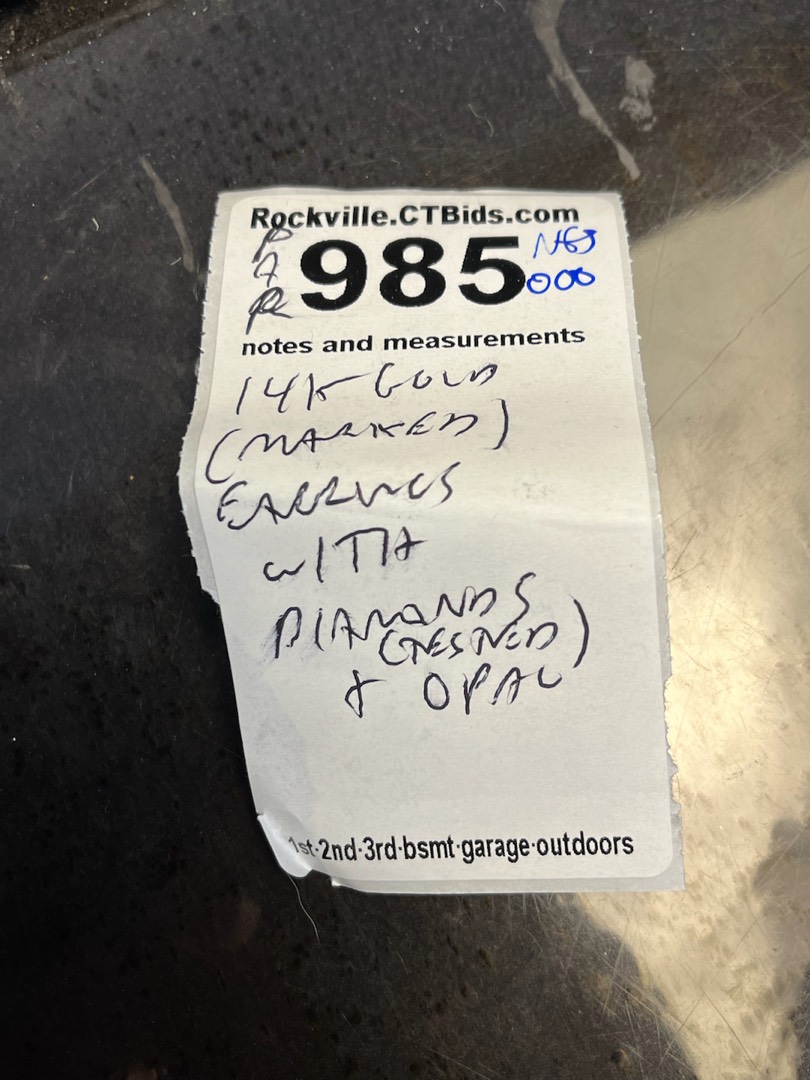 Rockville.CTBids.com
985
000
notes and measurements
14K GOLD
(MARKED)
EARRINGS
WITH
DIAMONDS
(TESTED)
& OPAL
1st·2nd·3rd·bsmt·garage·outdoors